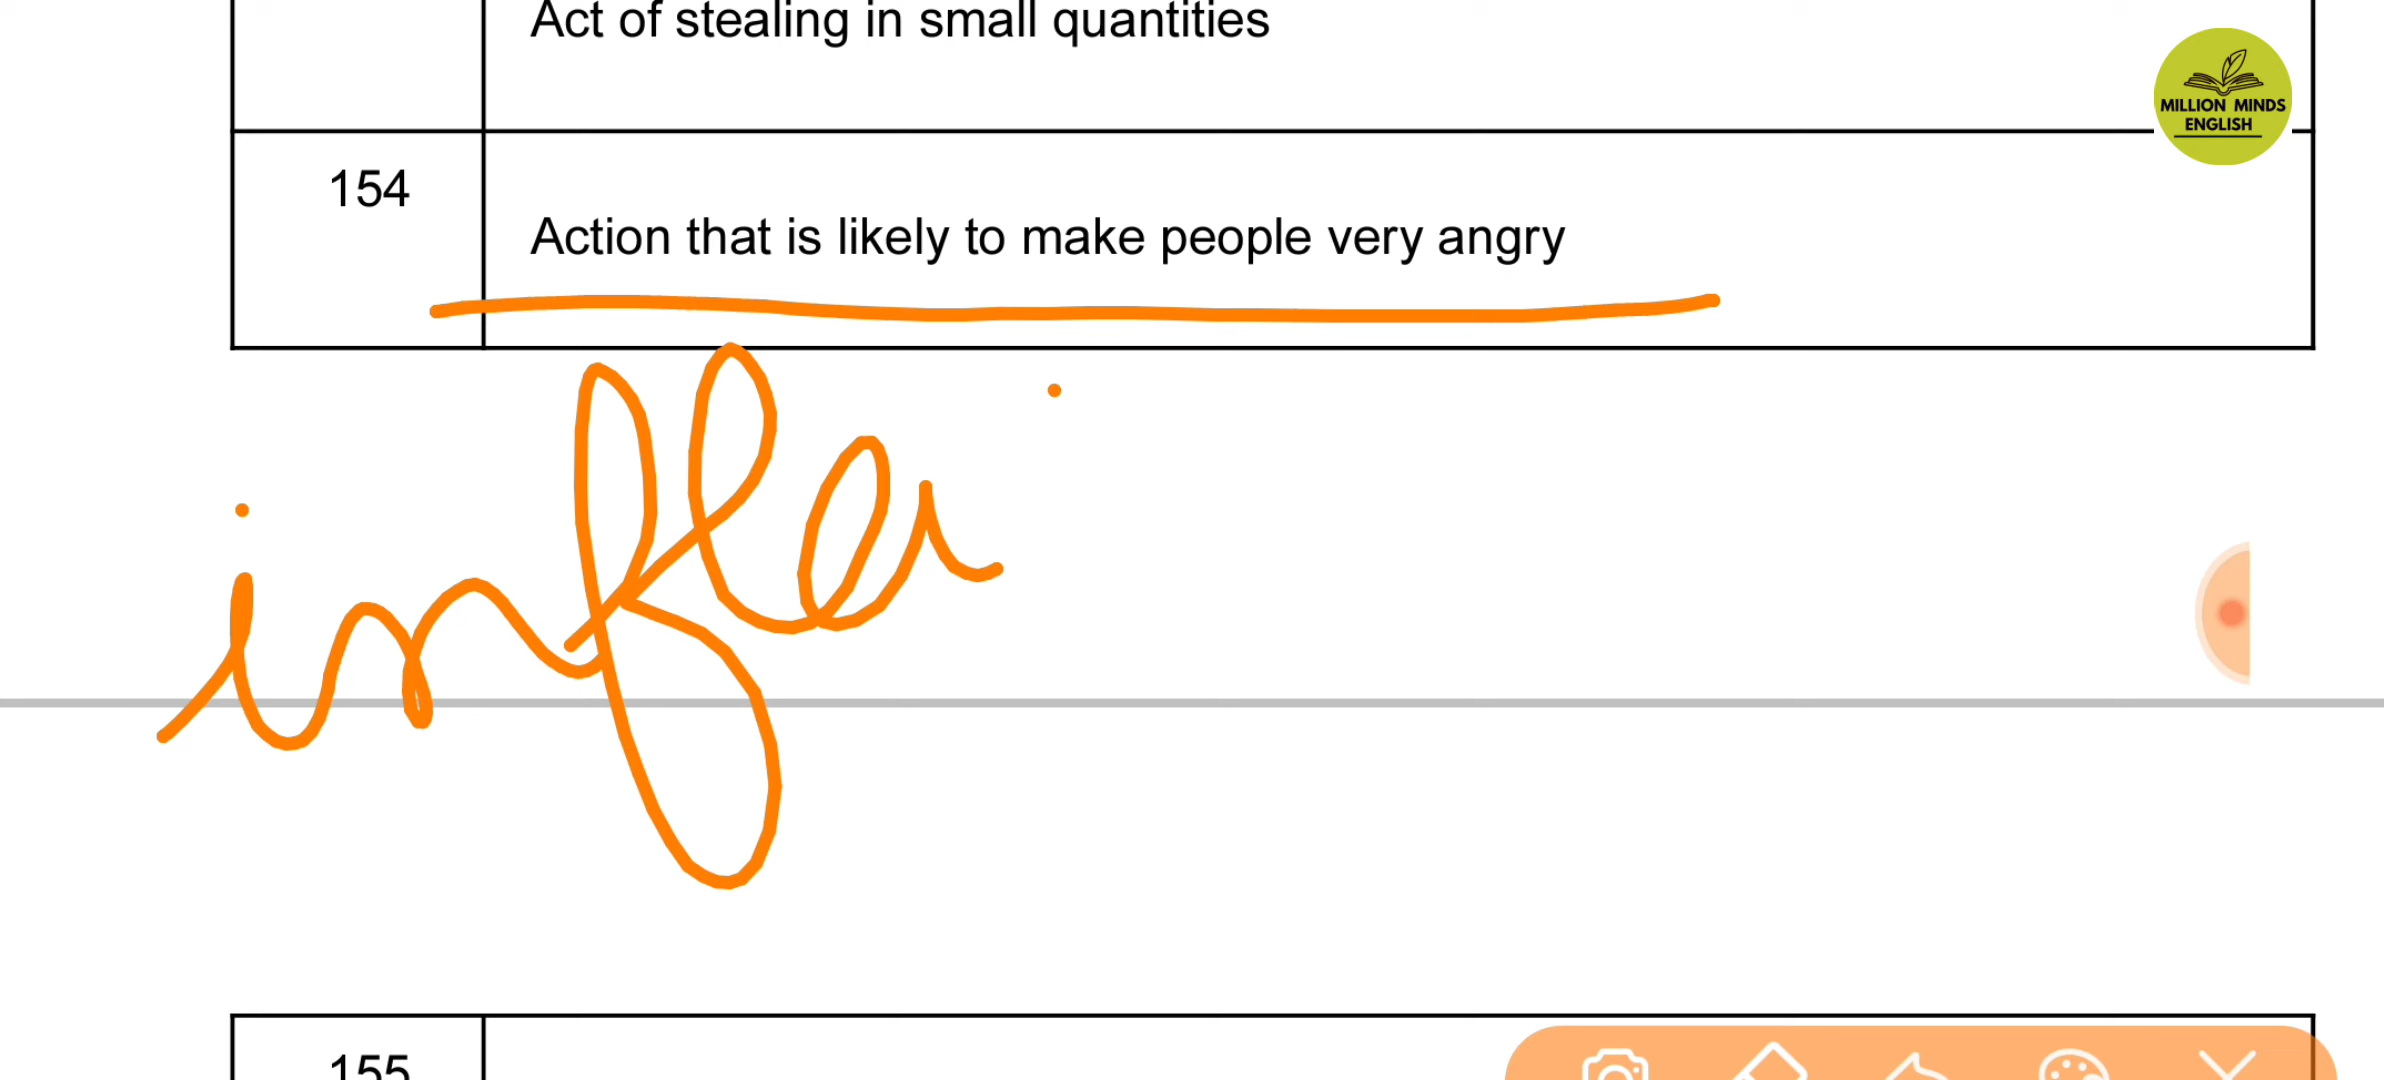 Act of stealing in small quantities
MILLION MINDS
ENGLISH
154
Action that is likely to make people very angry
infla
155